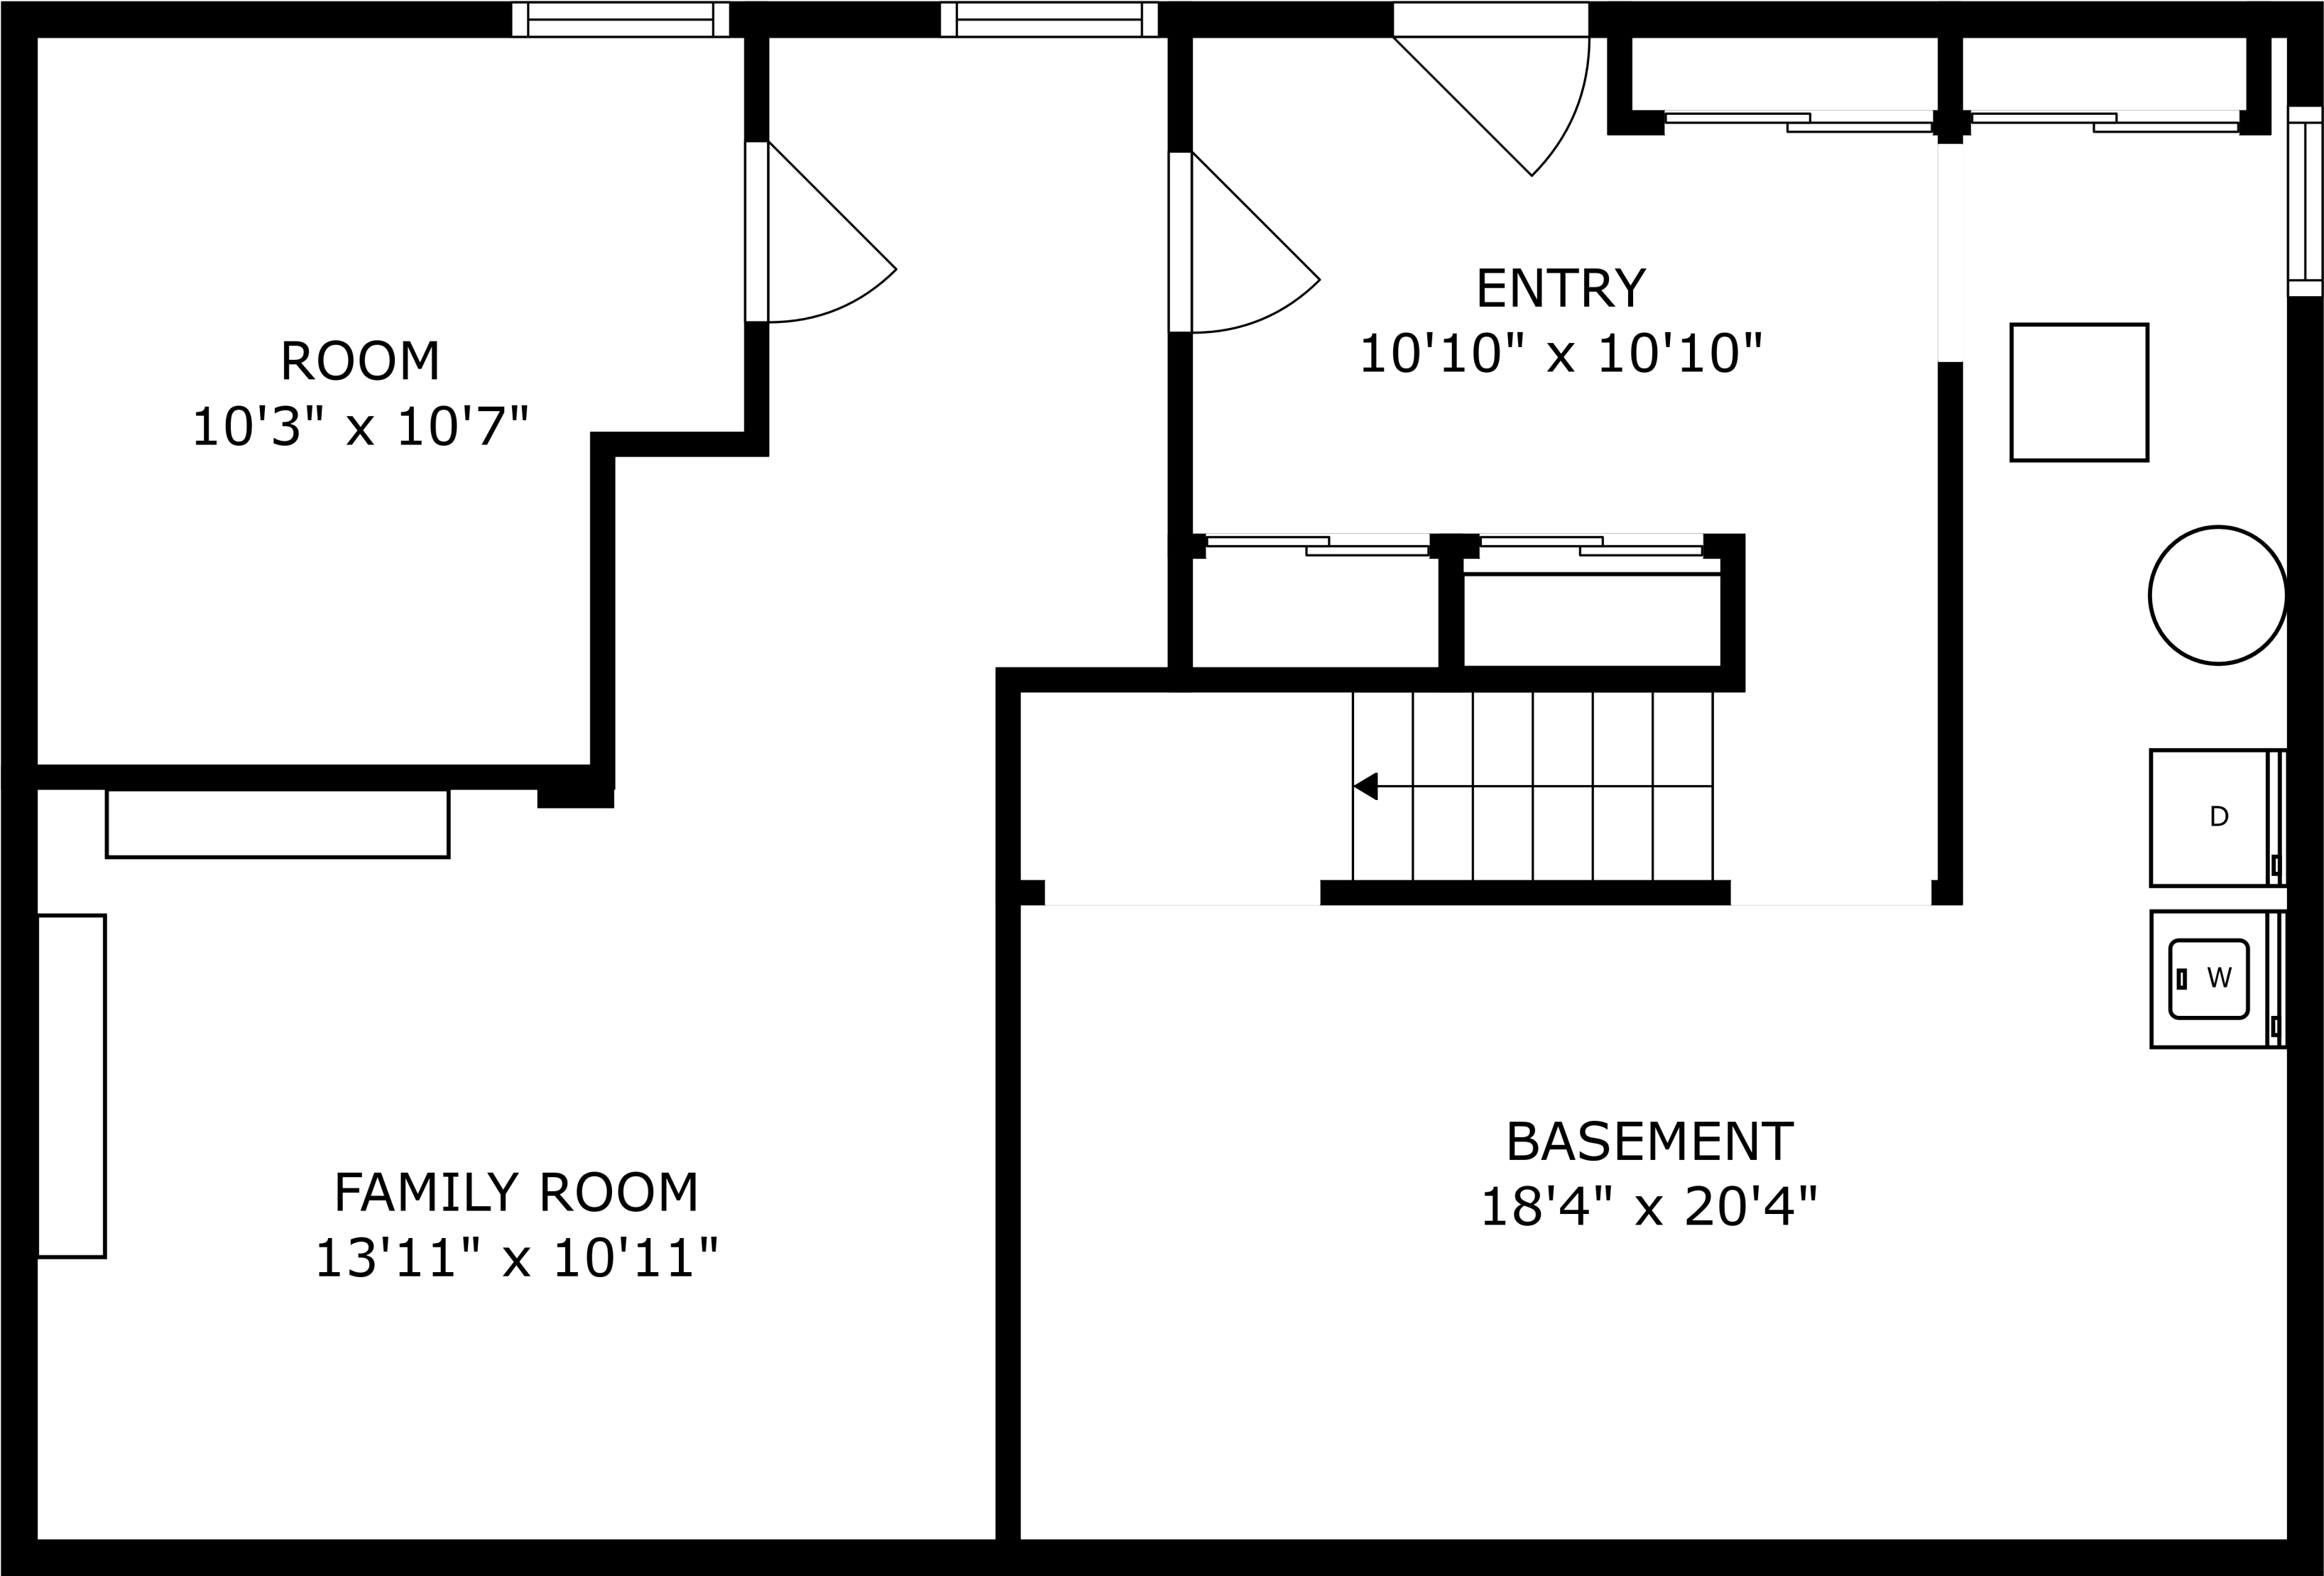 ROOM
10'3" x 10'7"
ENTRY
10'10" x 10'10"
D
W
FAMILY ROOM
13'11" x 10'11"
BASEMENT
18'4" x 20'4"